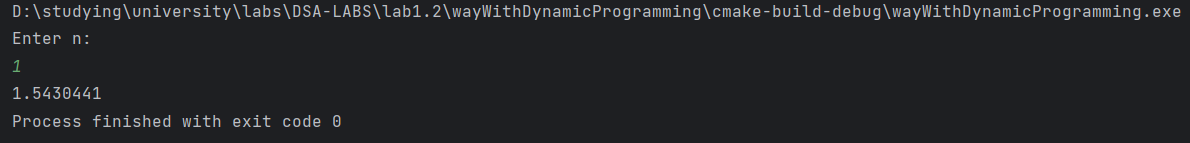 D:\studying\university\labs\DSA-LABS\lab1.2\wayWithDynamicProgramming\cmake-build-debug\wayWithDynamicProgramming.exe
Enter n:
1
1.5430441
Process finished with exit code 0